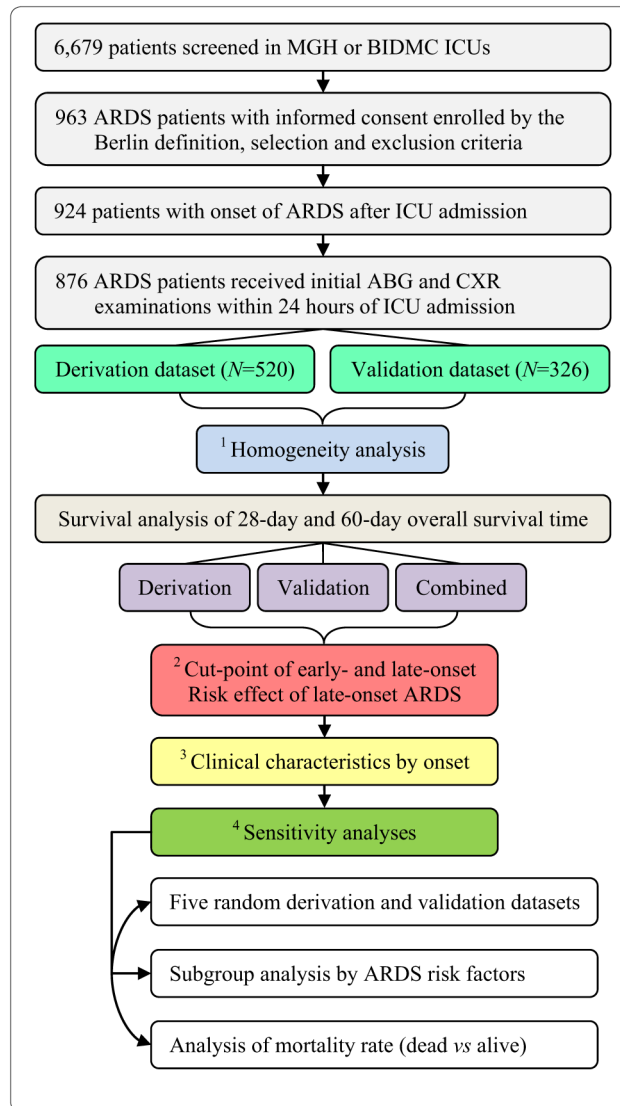 6,679 patients screened in MGH or BIDMC ICUs
963 ARDS patients with informed consent enrolled by the
Berlin definition, selection and exclusion criteria
924 patients with onset of ARDS after ICU admission
876 ARDS patients received initial ABG and CXR
examinations within 24 hours of ICU admission
Derivation dataset (N=520)
Validation dataset (N=326)
1 Homogeneity analysis
Survival analysis of 28-day and 60-day overall survival time
Derivation
Validation
Combined
2 Cut-point of early- and late-onset
Risk effect of late-onset ARDS
3 Clinical characteristics by onset
4 Sensitivity analyses
Five random derivation and validation datasets
Subgroup analysis by ARDS risk factors
Analysis of mortality rate (dead vs alive)